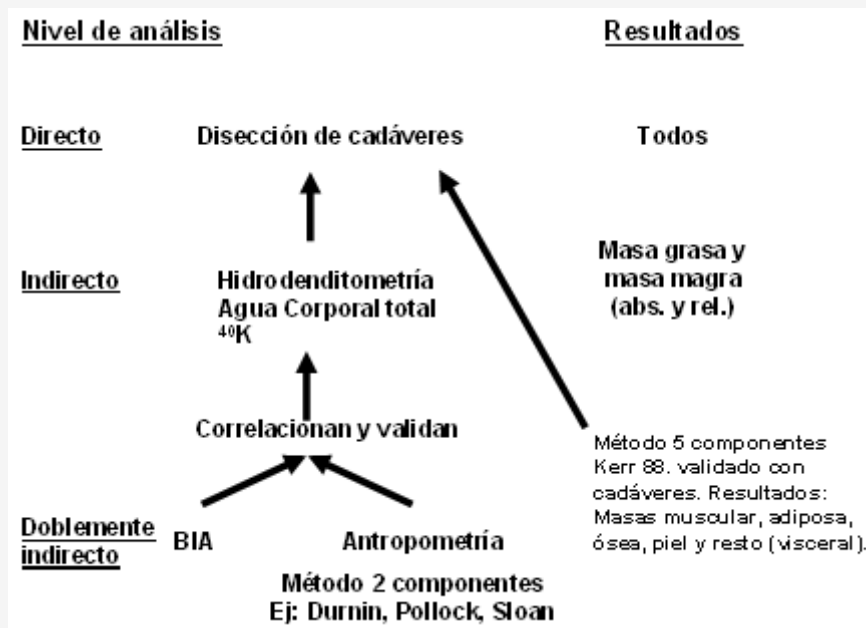 Nivel de análisis
Resultados
Directo
Disección de cadáveres
Todos
Indirecto
Hidrodenditometría
Agua Corporal total
⁴⁰K
Masa grasa y
masa magra
(abs. y rel.)
Correlacionan y validan
Método 5 componentes
Kerr 88. validado con
cadáveres. Resultados:
Masas muscular, adiposa,
ósea, piel y resto (visceral).
Doblemente
indirecto
BIA
Antropometría
Método 2 componentes
Ej: Durnin, Pollock, Sloan